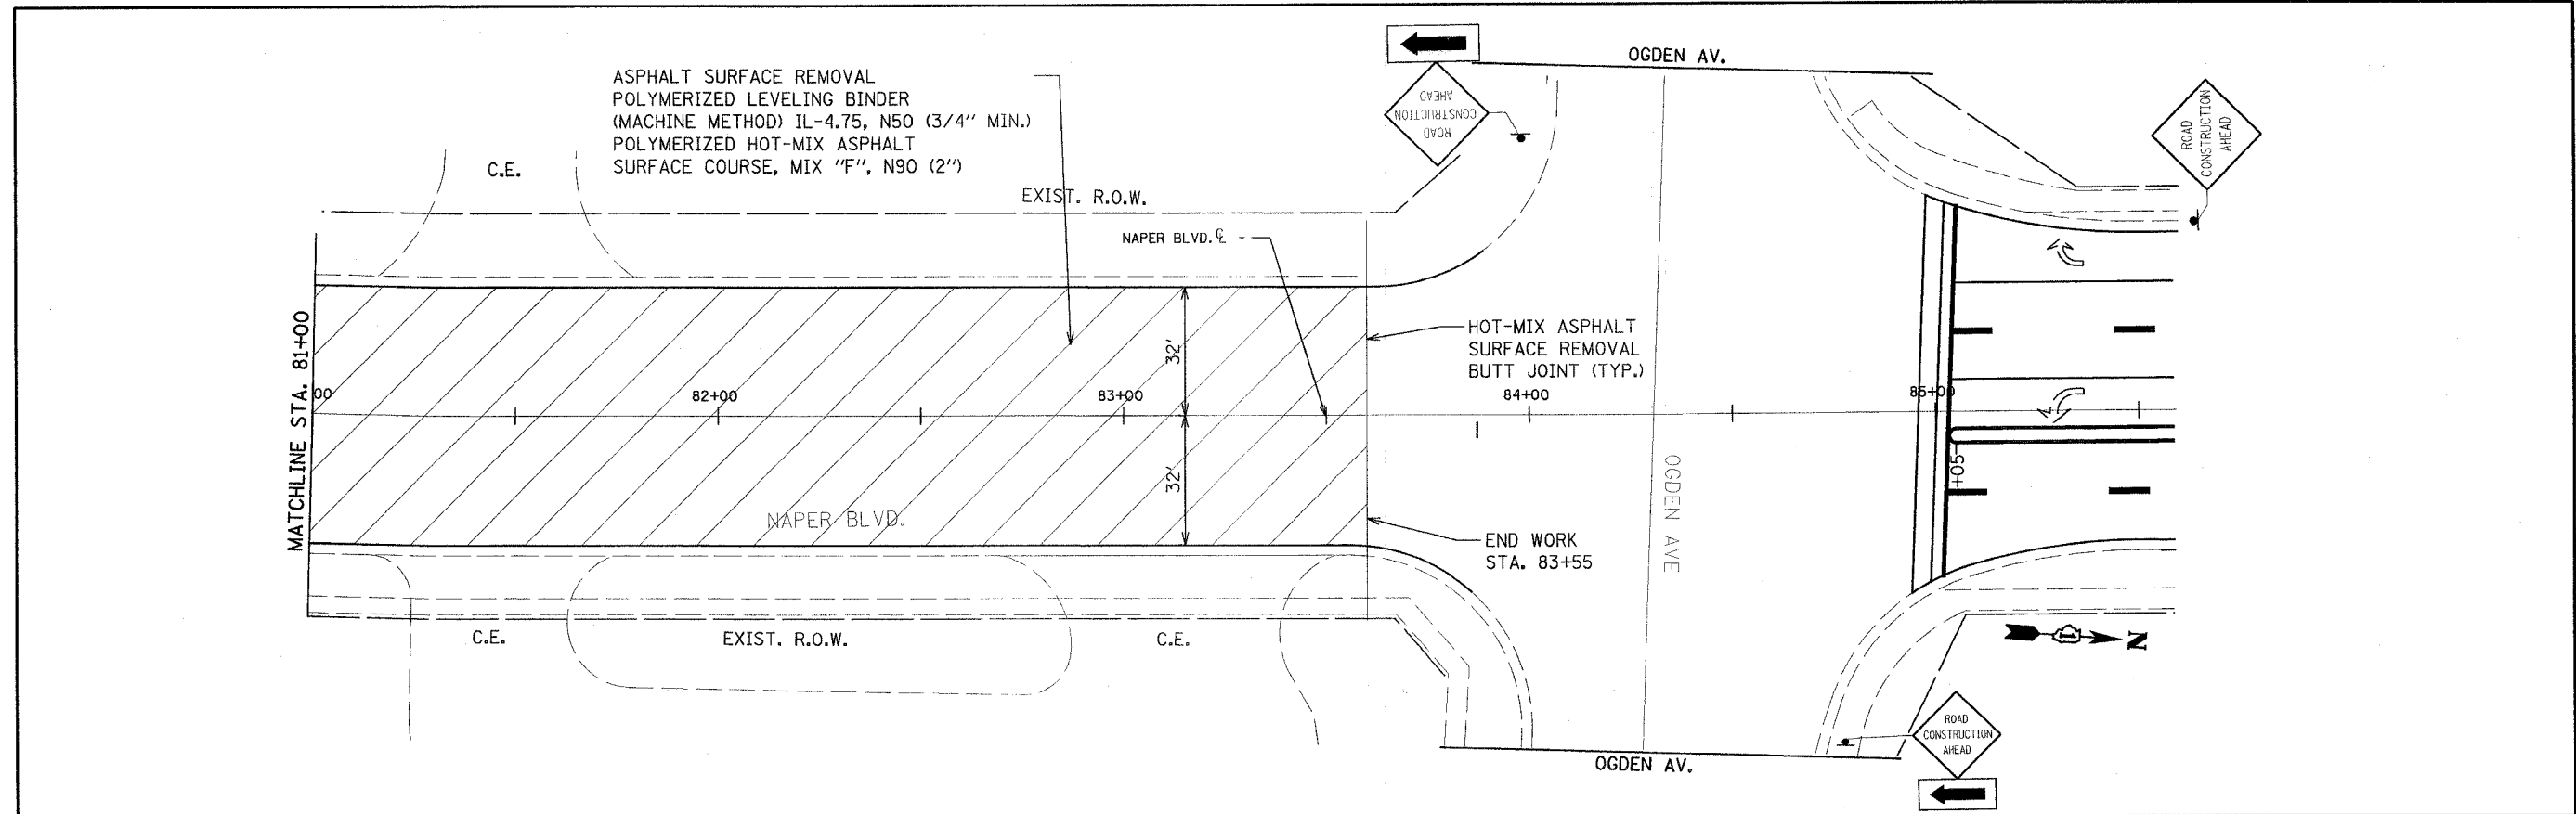 OGDEN AV.
ASPHALT SURFACE REMOVAL
POLYMERIZED LEVELING BINDER
(MACHINE METHOD) IL-4.75, N50 (3/4" MIN.)
POLYMERIZED HOT-MIX ASPHALT
SURFACE COURSE, MIX "F", N90 (2")
ROAD
CONSTRUCTION
AHEAD
ROAD
CONSTRUCTION
AHEAD
C.E.
EXIST. R.O.W.
NAPER BLVD. ℄
HOT-MIX ASPHALT
SURFACE REMOVAL
BUTT JOINT (TYP.)
32'
MATCHLINE STA. 81+00
00
82+00
83+00
84+00
85+00
32'
+05
OGDEN AVE
NAPER BLVD.
END WORK
STA. 83+55
C.E.
EXIST. R.O.W.
C.E.
N
ROAD
CONSTRUCTION
AHEAD
OGDEN AV.